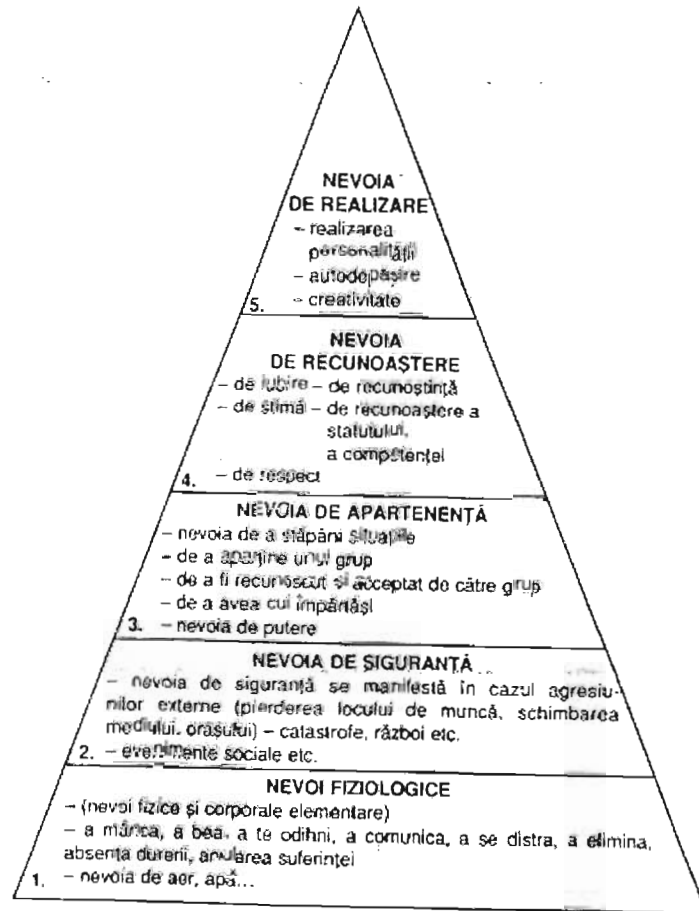 NEVOIA
DE REALIZARE
– realizarea
personalității
– autodepășire
5. – creativitate
NEVOIA
DE RECUNOAȘTERE
– de iubire – de recunoștință
– de stimă – de recunoaștere a
statutului,
a competenței
4. – de respect
NEVOIA DE APARTENENȚĂ
– nevoia de a stăpâni situațiile
– de a aparține unui grup
– de a fi recunoscut și acceptat de către grup
– de a avea cui împărtăși
3. – nevoia de putere
NEVOIA DE SIGURANȚĂ
– nevoia de siguranță se manifestă în cazul agresiu-
nilor externe (pierderea locului de muncă, schimbarea
mediului, orașului) – catastrofe, război etc.
2. – evenimente sociale etc.
NEVOI FIZIOLOGICE
– (nevoi fizice și corporale elementare)
– a mânca, a bea, a te odihni, a comunica, a se distra, a elimina,
absența durerii, anularea suferinței
1. – nevoia de aer, apă...